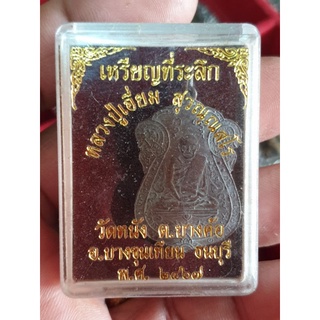 เหรียญที่ระลึก
หลวงปู่เอี่ยม สุวณฺณสโร
วัดหนัง ต.บางค้อ
อ.บางขุนเทียน ธนบุรี
พ.ศ. ๒๔๖๗